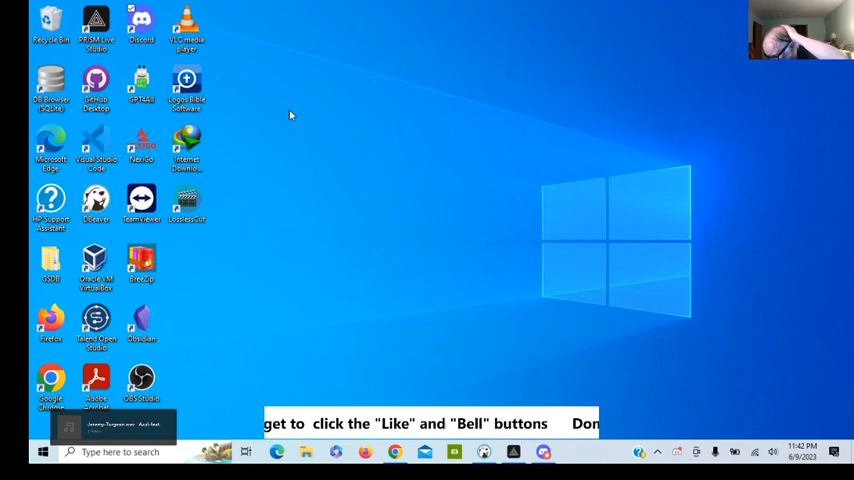 Recycle Bin
PRISM Live Studio
Discord
VLC media player
DB Browser (SQLite)
GitHub Desktop
GPT4All
Logos Bible Software
Microsoft Edge
Visual Studio Code
NexiGo
Internet Downlo...
HP Support Assistant
DBeaver
TeamViewer
LosslessCut
GSDB
Oracle VM VirtualBox
BreeZip
Firefox
Talend Open Studio
Obsidian
Google Chrome
Adobe Acrobat
OBS Studio
get to click the "Like" and "Bell" buttons Don
Type here to search
11:42 PM
6/9/2023